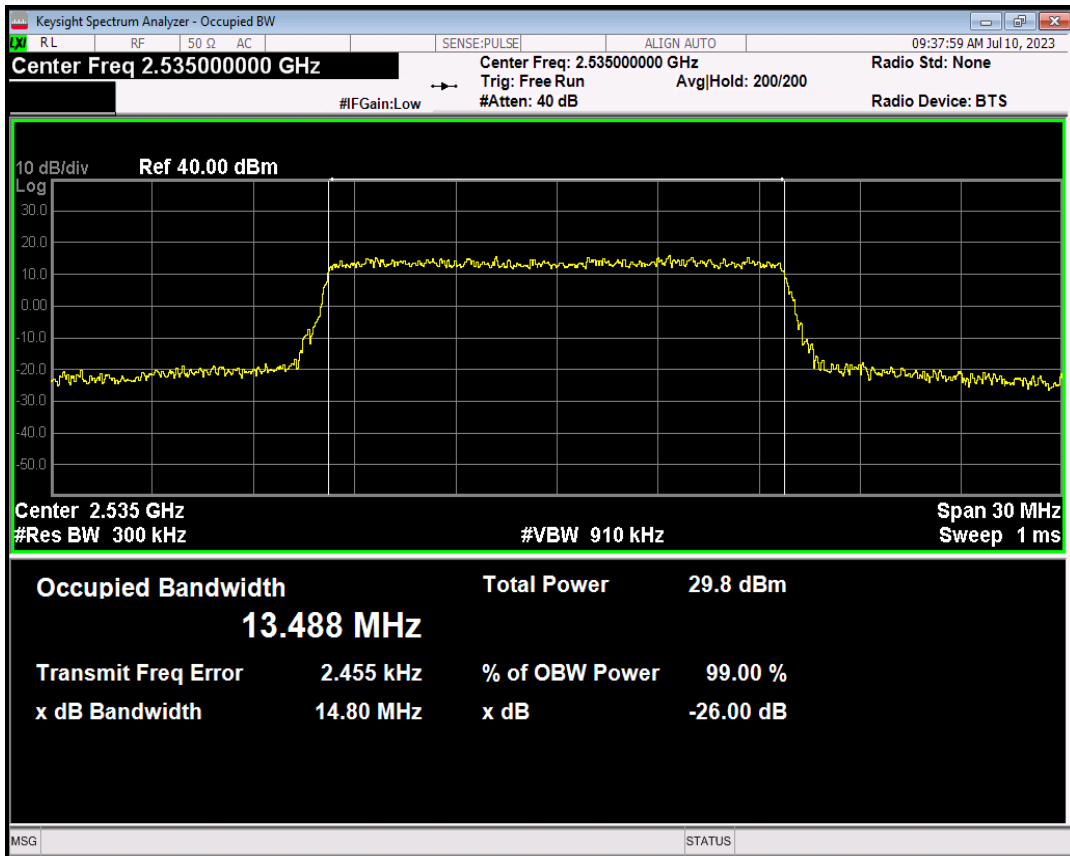 Keysight Spectrum Analyzer - Occupied BW
LXI RL RF 50 Ω AC SENSE:PULSE ALIGN AUTO 09:37:59 AM Jul 10, 2023
Center Freq 2.535000000 GHz Center Freq: 2.535000000 GHz Radio Std: None
Trig: Free Run Avg|Hold: 200/200
#IFGain:Low #Atten: 40 dB Radio Device: BTS
10 dB/div Ref 40.00 dBm
Log
30.0
20.0
10.0
0.00
-10.0
-20.0
-30.0
-40.0
-50.0
Center 2.535 GHz Span 30 MHz
#Res BW 300 kHz #VBW 910 kHz Sweep 1 ms
Occupied Bandwidth Total Power 29.8 dBm
13.488 MHz
Transmit Freq Error 2.455 kHz % of OBW Power 99.00 %
x dB Bandwidth 14.80 MHz x dB -26.00 dB
MSG STATUS